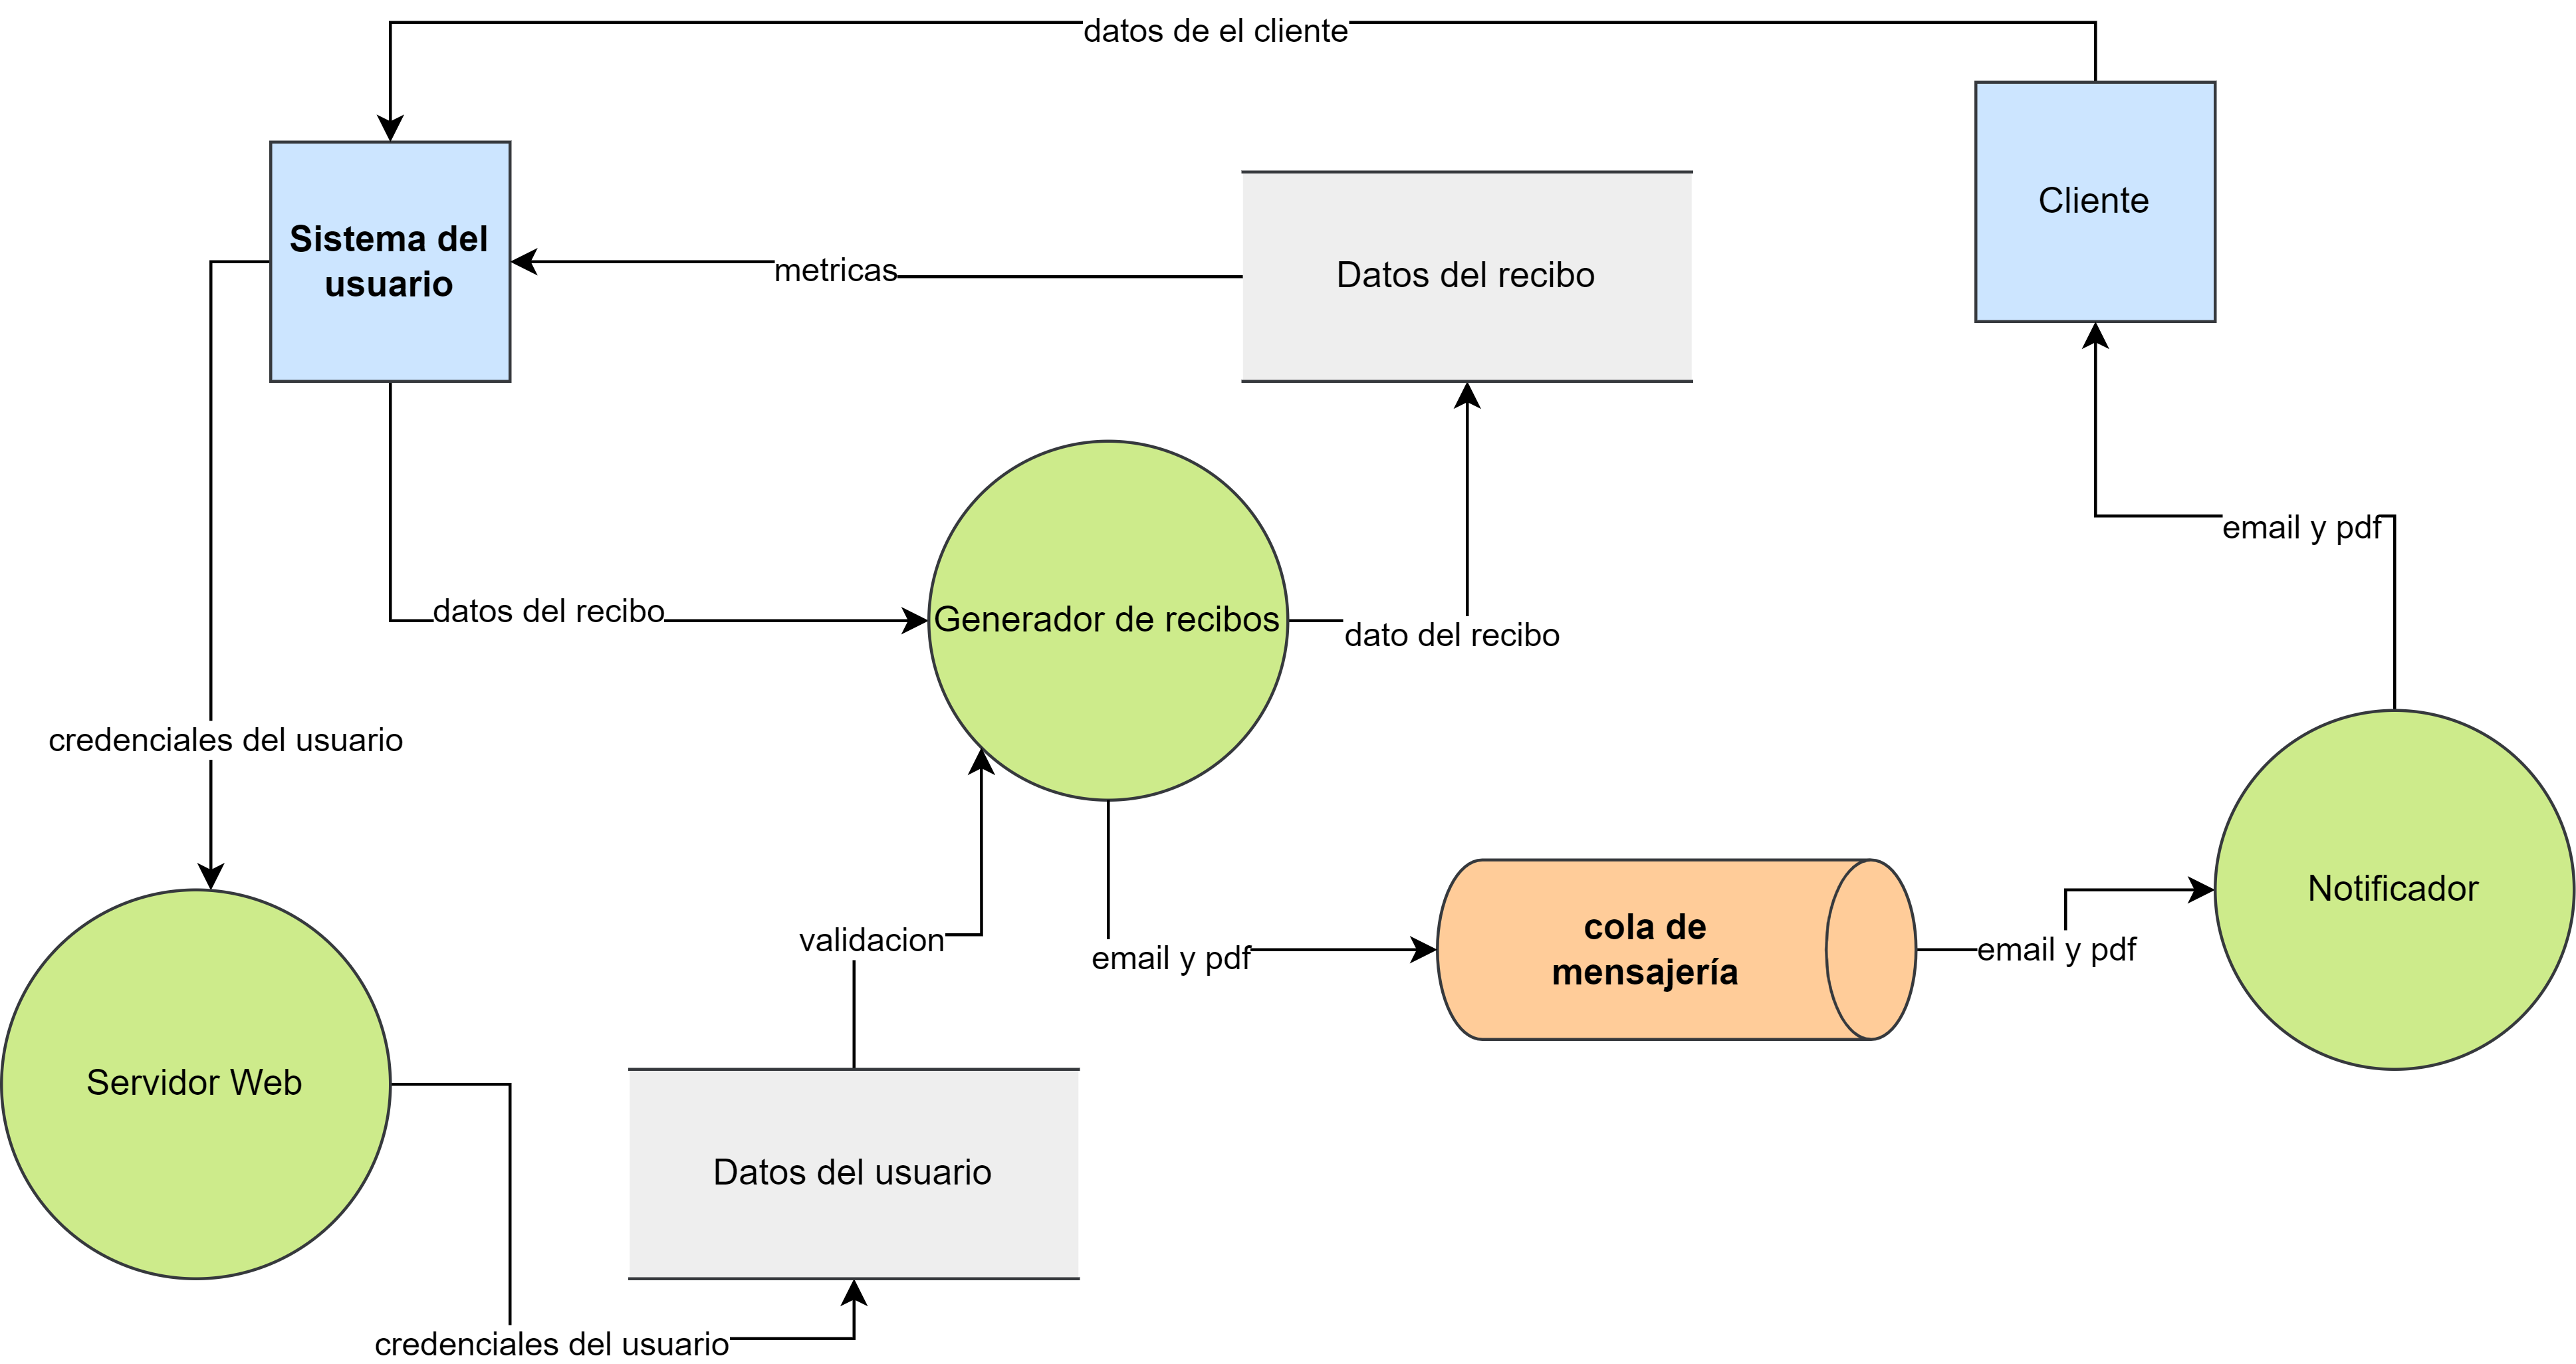 datos de el cliente
Cliente
Sistema del
usuario
metricas
Datos del recibo
email y pdf
datos del recibo
Generador de recibos
dato del recibo
credenciales del usuario
validacion
email y pdf
cola de
mensajería
email y pdf
Notificador
Servidor Web
Datos del usuario
credenciales del usuario